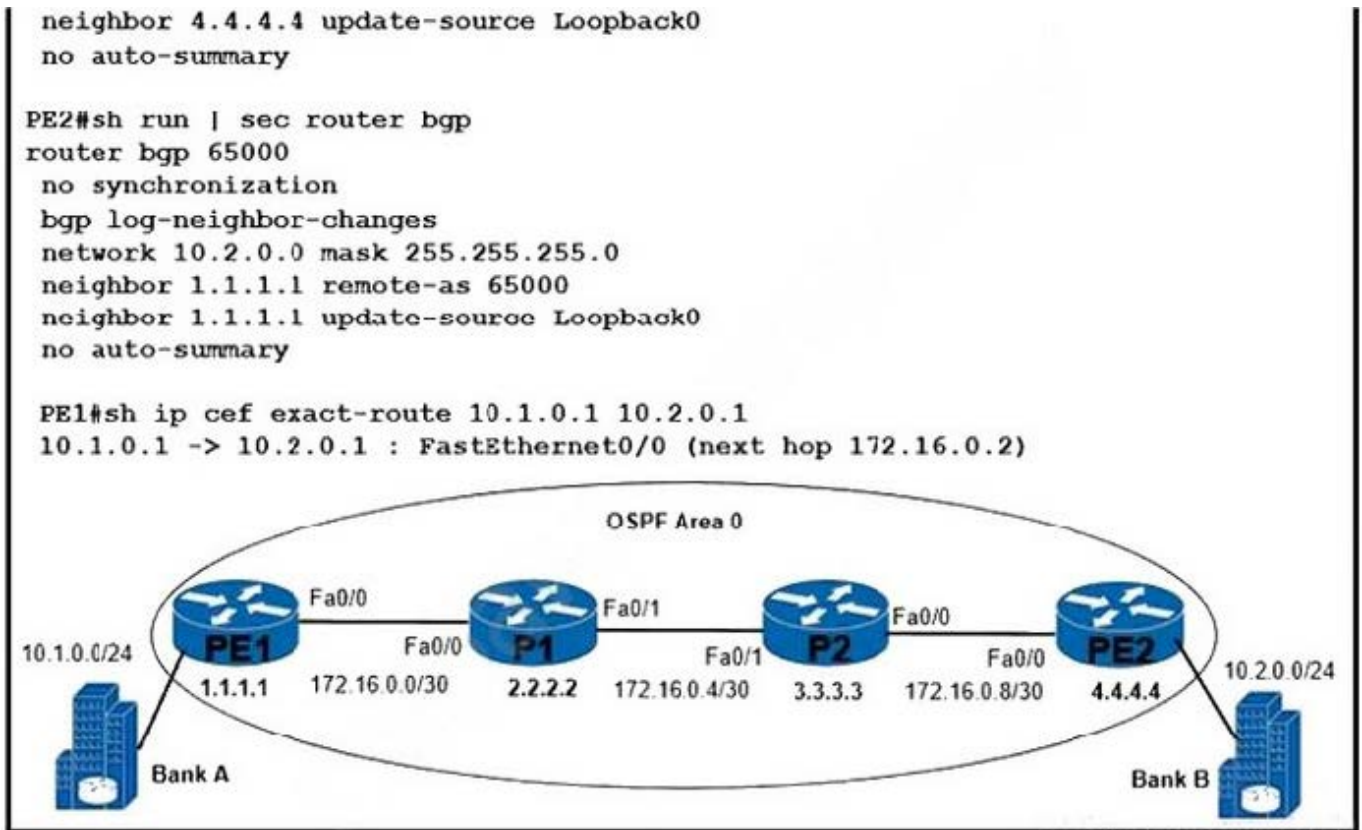 neighbor 4.4.4.4 update-source Loopback0
no auto-summary
PE2#sh run | sec router bgp
router bgp 65000
no synchronization
bgp log-neighbor-changes
network 10.2.0.0 mask 255.255.255.0
neighbor 1.1.1.1 remote-as 65000
neighbor 1.1.1.1 update-source Loopback0
no auto-summary
PE1#sh ip cef exact-route 10.1.0.1 10.2.0.1
10.1.0.1 -> 10.2.0.1 : FastEthernet0/0 (next hop 172.16.0.2)
OSPF Area 0
Fa0/0
Fa0/1
Fa0/0
PE1
Fa0/0
P1
Fa0/1
P2
Fa0/0
PE2
10.1.0.0/24
10.2.0.0/24
1.1.1.1
172.16.0.0/30
2.2.2.2
172.16.0.4/30
3.3.3.3
172.16.0.8/30
4.4.4.4
Bank A
Bank B